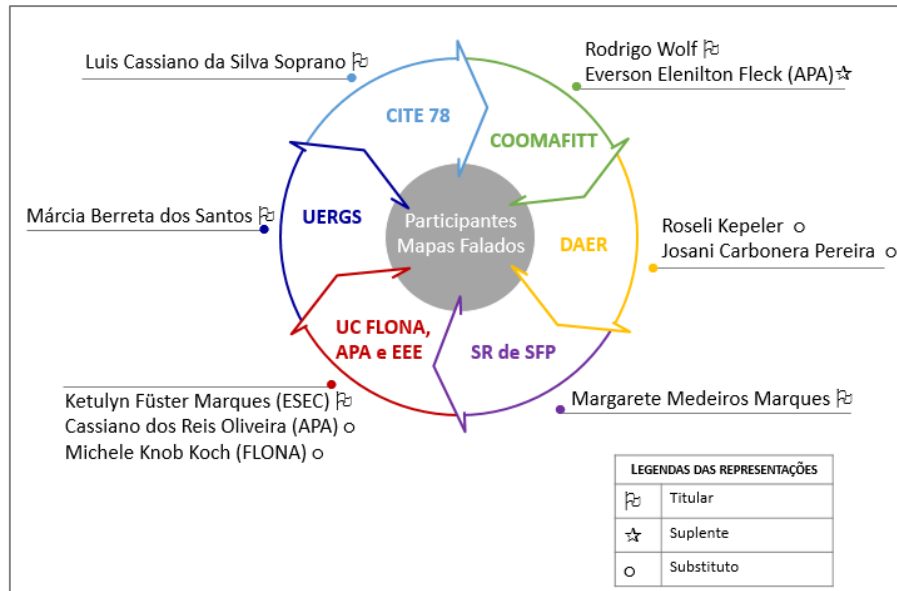 Luis Cassiano da Silva Soprano
Rodrigo Wolf
Everson Elenilton Fleck (APA)
CITE 78
COOMAFITT
UERGS
Participantes
Mapas Falados
DAER
Márcia Berreta dos Santos
Roseli Kepeler
Josani Carbonera Pereira
UC FLONA,
APA e EEE
SR de SFP
Ketulyn Füster Marques (ESEC)
Cassiano dos Reis Oliveira (APA)
Michele Knob Koch (FLONA)
Margarete Medeiros Marques
LEGENDAS DAS REPRESENTAÇÕES
Titular
Suplente
Substituto